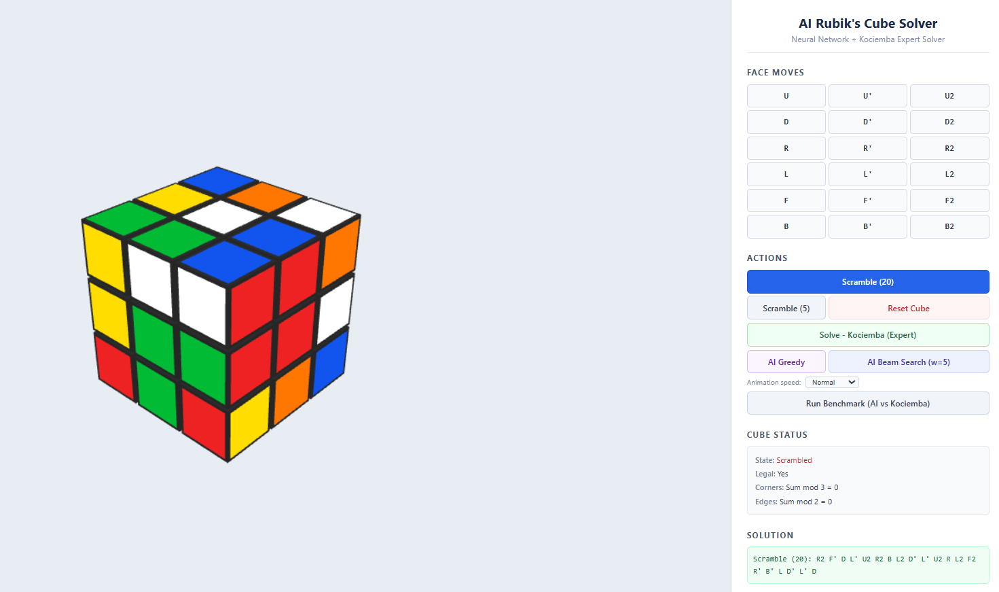 AI Rubik's Cube Solver
Neural Network + Kociemba Expert Solver
FACE MOVES
U U' U2
D D' D2
R R' R2
L L' L2
F F' F2
B B' B2
ACTIONS
Scramble (20)
Scramble (5) Reset Cube
Solve - Kociemba (Expert)
AI Greedy AI Beam Search (w=5)
Animation speed: Normal
Run Benchmark (AI vs Kociemba)
CUBE STATUS
State: Scrambled
Legal: Yes
Corners: Sum mod 3 = 0
Edges: Sum mod 2 = 0
SOLUTION
Scramble (20): R2 F' D L' U2 R2 B L2 D' L' U2 R L2 F2
R' B' L D' L' D